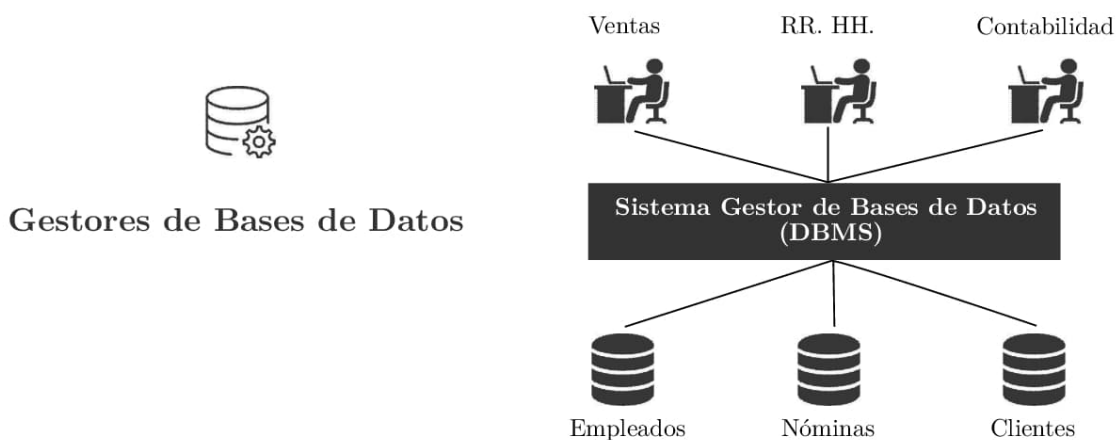 Gestores de Bases de Datos
Ventas
RR. HH.
Contabilidad
Sistema Gestor de Bases de Datos
(DBMS)
Empleados
Nóminas
Clientes